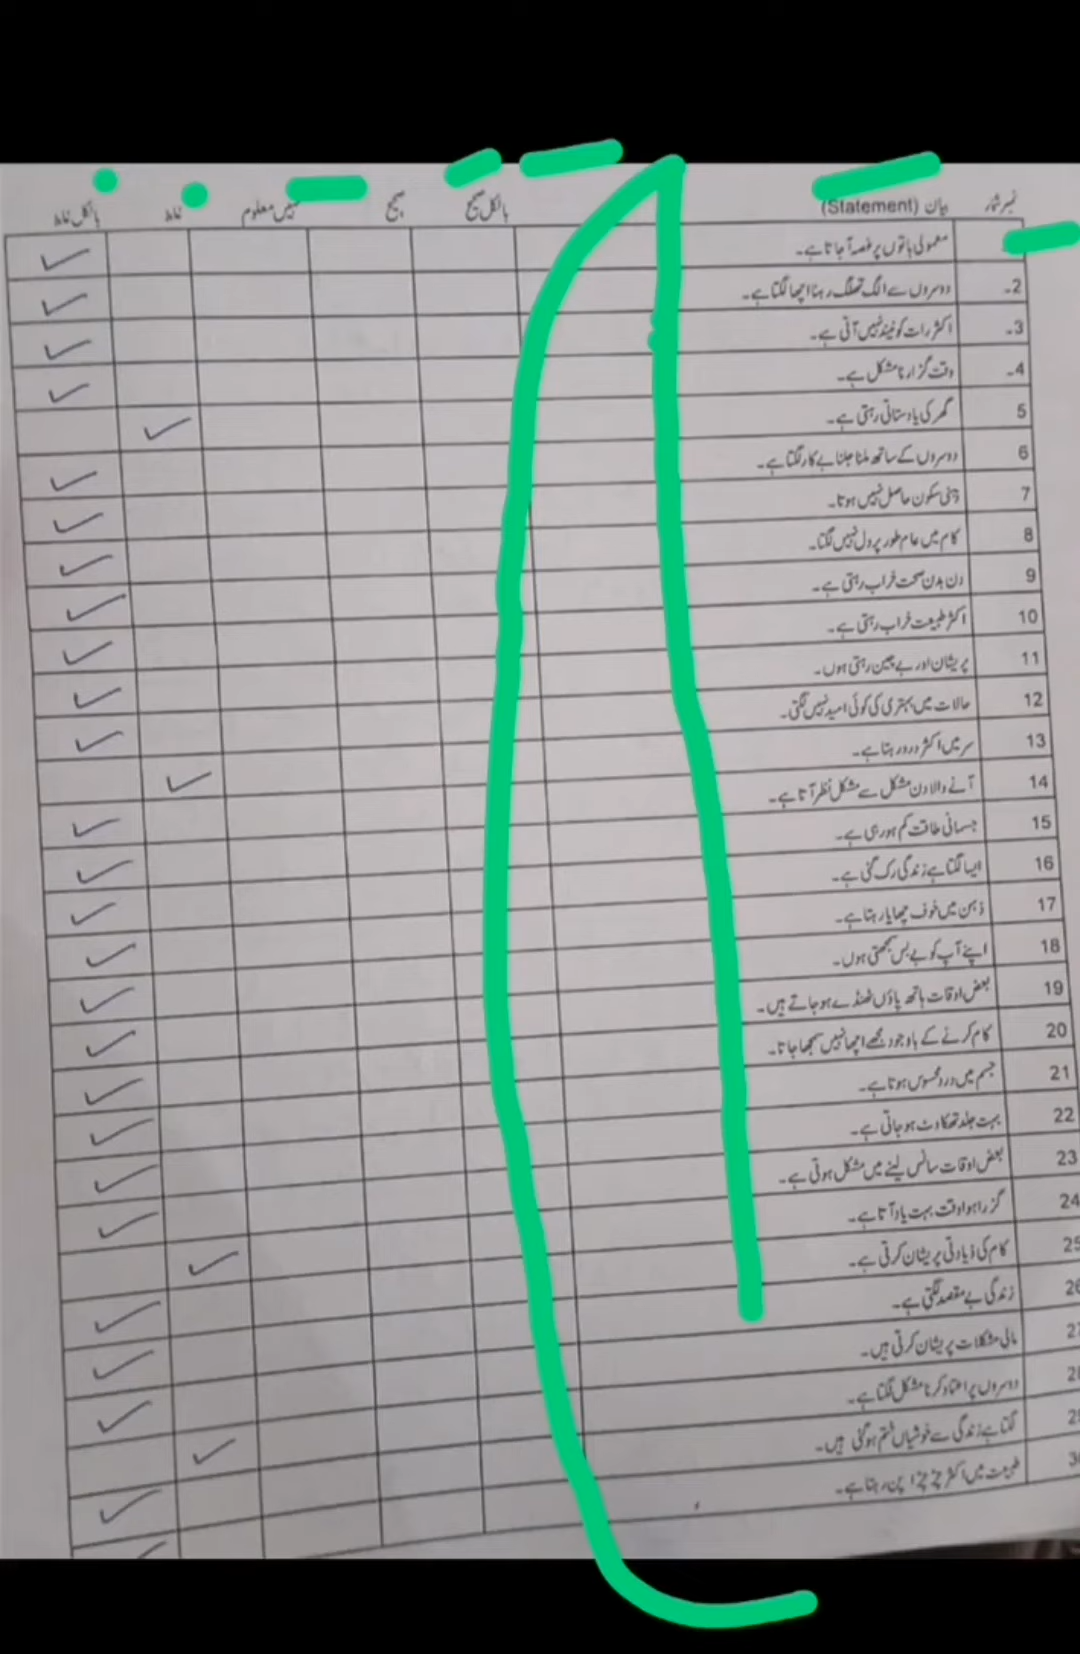 نمبر شمار بیان (Statement) بالکل صحیح صحیح نہیں معلوم غلط بالکل غلط
معمولی باتوں پر غصہ آ جاتا ہے۔
2۔ دوسروں سے الگ تھلگ رہنا اچھا لگتا ہے۔
3۔ اکثر رات کو نیند نہیں آتی ہے۔
4۔ وقت گزارنا مشکل ہے۔
5 گھر کی یاد ستاتی رہتی ہے۔
6 دوسروں کے ساتھ ملنا جلنا بے کار لگتا ہے۔
7 ذہنی سکون حاصل نہیں ہوتا۔
8 کام میں عام طور پر دل نہیں لگتا۔
9 دن بدن صحت خراب رہتی ہے۔
10 اکثر طبیعت خراب رہتی ہے۔
11 پریشان اور بے چین رہتی ہوں۔
12 حالات میں بہتری کی کوئی امید نہیں لگتی۔
13 سر میں اکثر درد رہتا ہے۔
14 آنے والا دن مشکل سے مشکل نظر آتا ہے۔
15 جسمانی طاقت کم ہو رہی ہے۔
16 ایسا لگتا ہے زندگی رک گئی ہے۔
17 ذہن میں خوف چھایا رہتا ہے۔
18 اپنے آپ کو بے بس سمجھتی ہوں۔
19 بعض اوقات ہاتھ پاؤں ٹھنڈے ہو جاتے ہیں۔
20 کام کرنے کے باوجود مجھے اچھا نہیں سمجھا جاتا۔
21 جسم میں درد محسوس ہوتا ہے۔
22 بہت جلد تھکاوٹ ہو جاتی ہے۔
23 بعض اوقات سانس لینے میں مشکل ہوتی ہے۔
24 گزرا ہوا وقت بہت یاد آتا ہے۔
25 کام کی زیادتی پریشان کرتی ہے۔
26 زندگی بے مقصد لگتی ہے۔
مالی مشکلات پریشان کرتی ہیں۔
دوسروں پر اعتماد کرنا مشکل لگتا ہے۔
لگتا ہے زندگی سے خوشیاں ختم ہو گئی ہیں۔
طبیعت میں اکثر چڑچڑا پن رہتا ہے۔